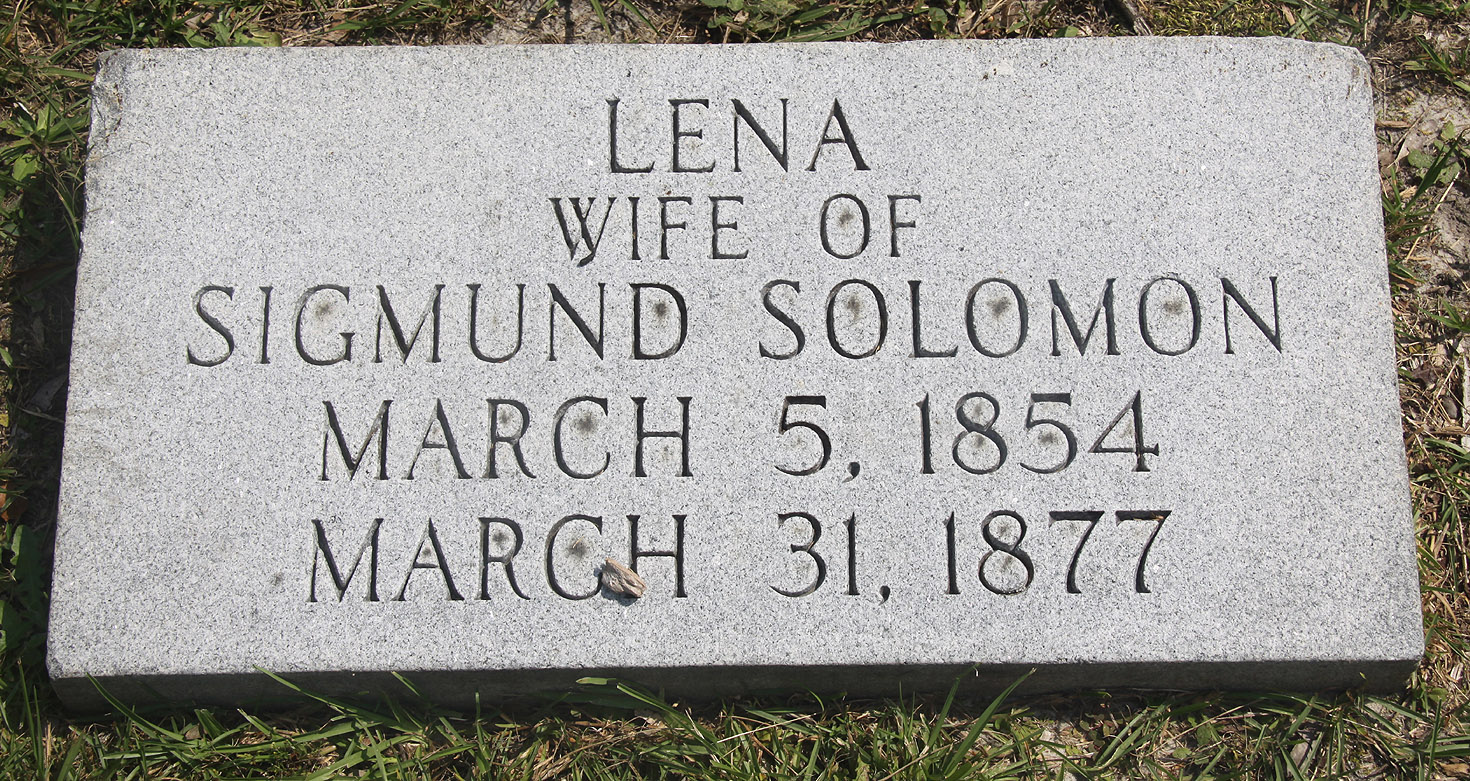 LENA
WIFE OF
SIGMUND SOLOMON
MARCH 5, 1854
MARCH 31, 1877